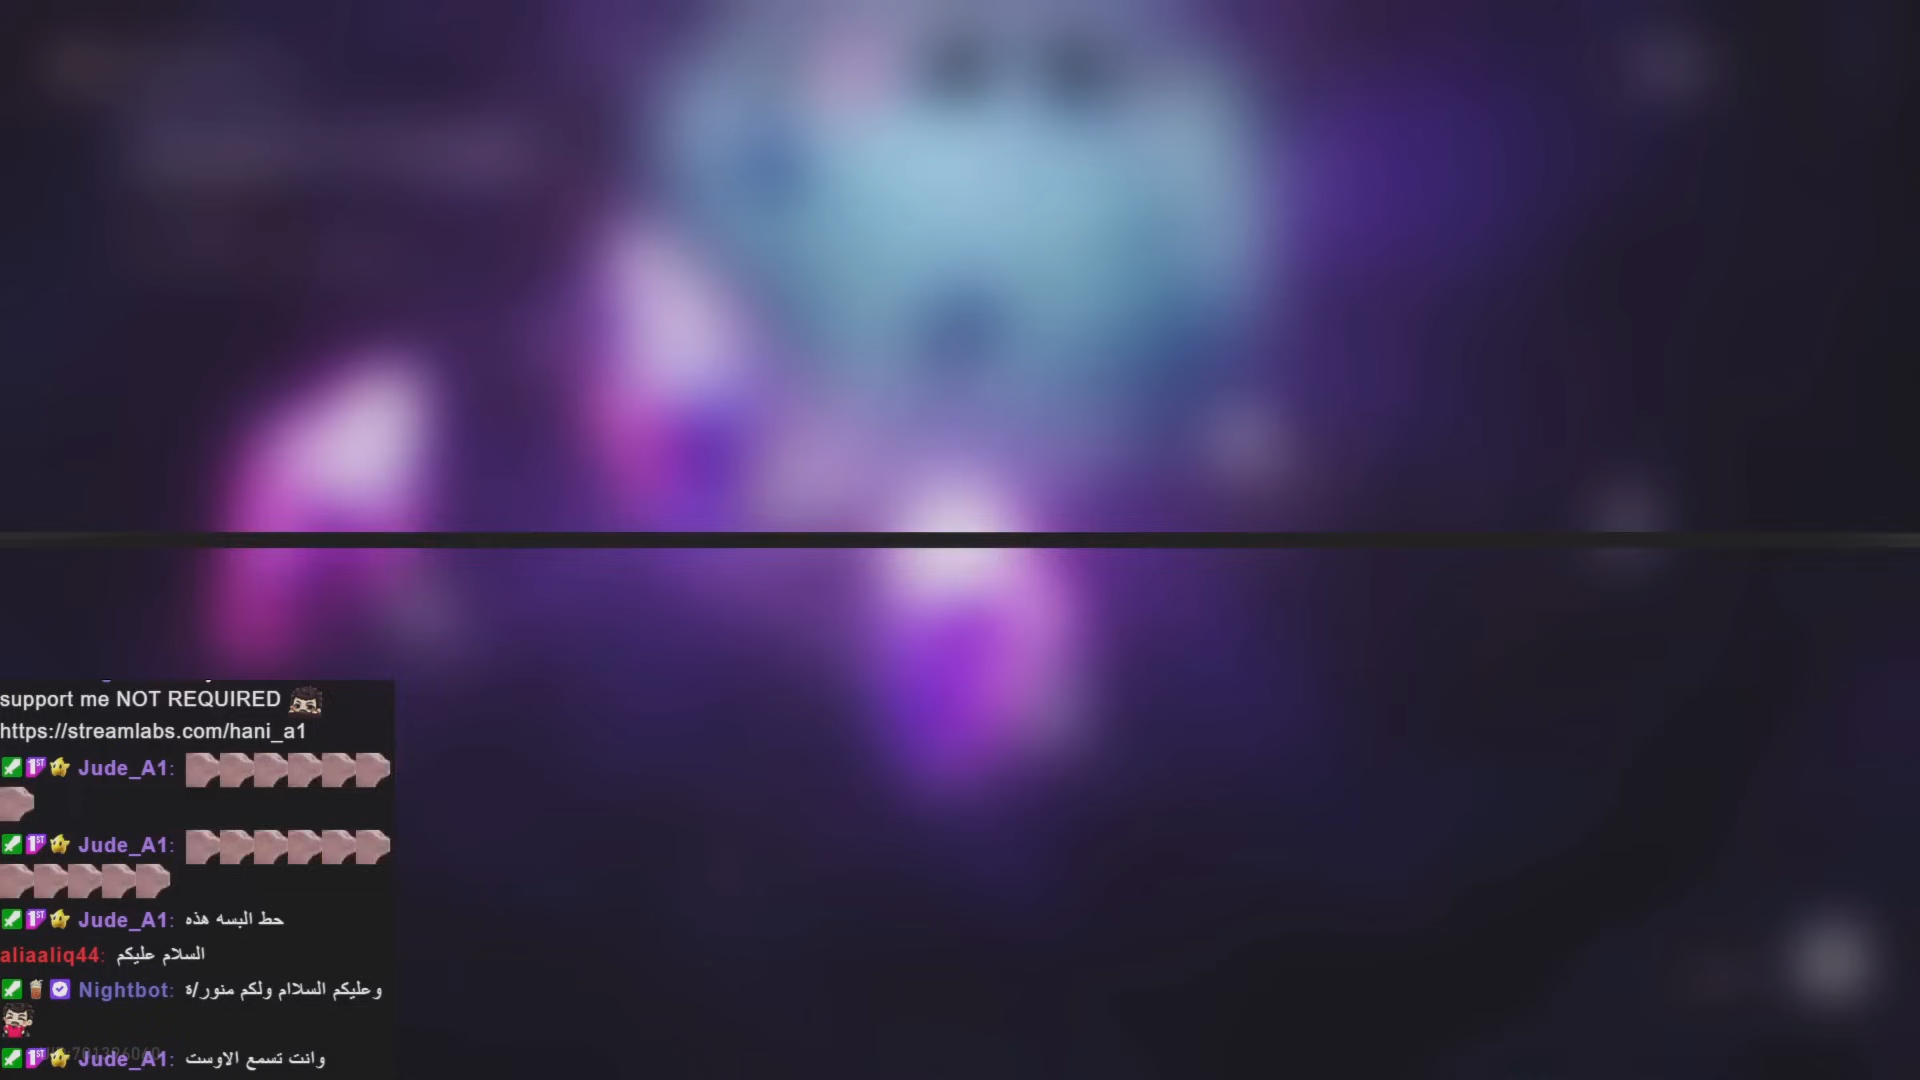 support me NOT REQUIRED
https://streamlabs.com/hani_a1
Jude_A1:
Jude_A1:
Jude_A1: حط البسه هذه
aliaaliq44: السلام عليكم
Nightbot: وعليكم السلاام ولكم منور/ة
Jude_A1: وانت تسمع الاوست